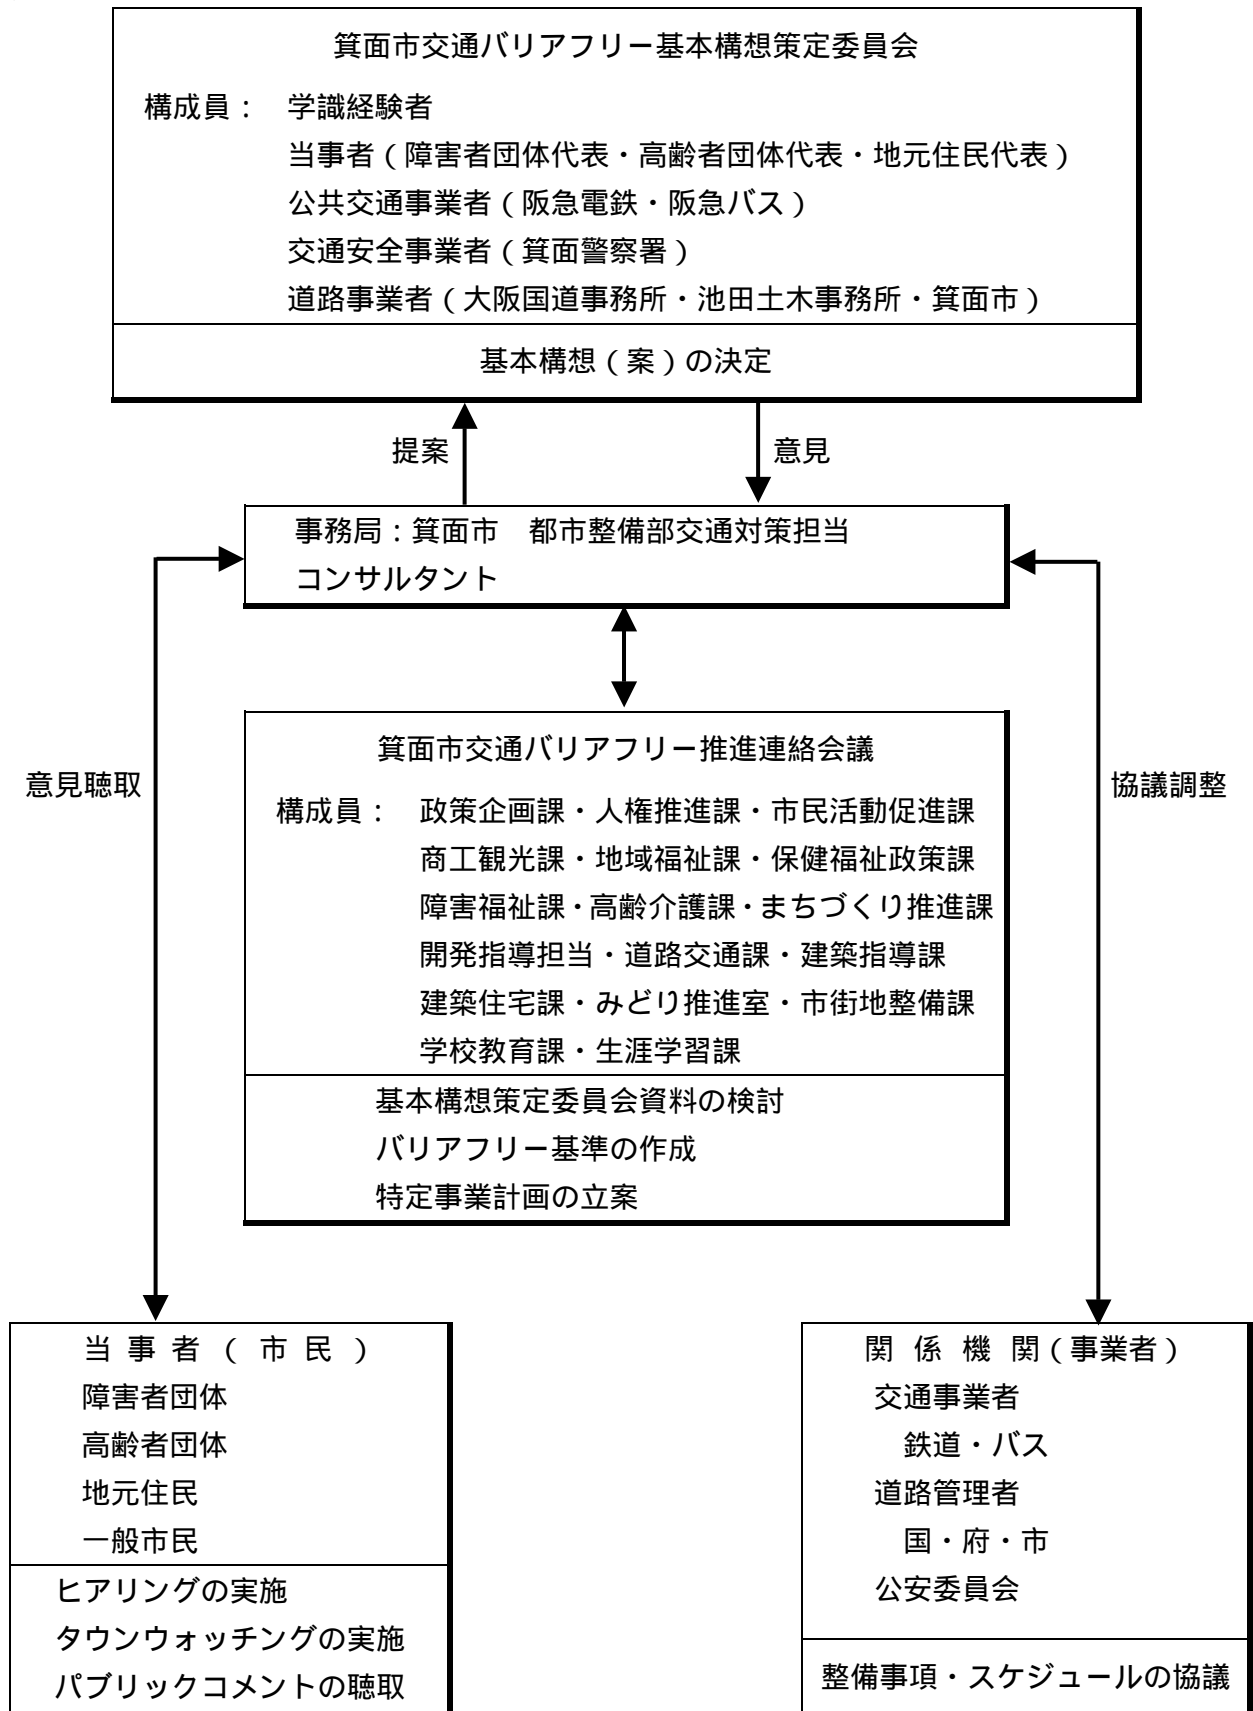 箕面市交通バリアフリー基本構想策定委員会
構成員： 学識経験者
当事者（障害者団体代表・高齢者団体代表・地元住民代表）
公共交通事業者（阪急電鉄・阪急バス）
交通安全事業者（箕面警察署）
道路事業者（大阪国道事務所・池田土木事務所・箕面市）
基本構想（案）の決定
提案
意見
事務局：箕面市 都市整備部交通対策担当
コンサルタント
意見聴取
協議調整
箕面市交通バリアフリー推進連絡会議
構成員： 政策企画課・人権推進課・市民活動促進課
商工観光課・地域福祉課・保健福祉政策課
障害福祉課・高齢介護課・まちづくり推進課
開発指導担当・道路交通課・建築指導課
建築住宅課・みどり推進室・市街地整備課
学校教育課・生涯学習課
基本構想策定委員会資料の検討
バリアフリー基準の作成
特定事業計画の立案
当事者（市民）
障害者団体
高齢者団体
地元住民
一般市民
ヒアリングの実施
タウンウォッチングの実施
パブリックコメントの聴取
関係機関（事業者）
交通事業者
鉄道・バス
道路管理者
国・府・市
公安委員会
整備事項・スケジュールの協議